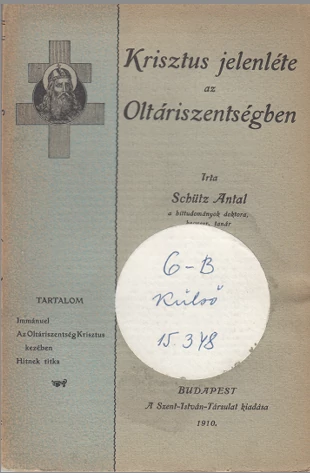 Krisztus jelenléte
az
Oltáriszentségben
Irta
Schütz Antal
a hittudományok doktora,
tanár
6-B
Külső
15.348
TARTALOM
Immánuel
Az Oltáriszentség Krisztus
kezében
Hitnek titka
BUDAPEST
A Szent-István-Társulat kiadása
1910.